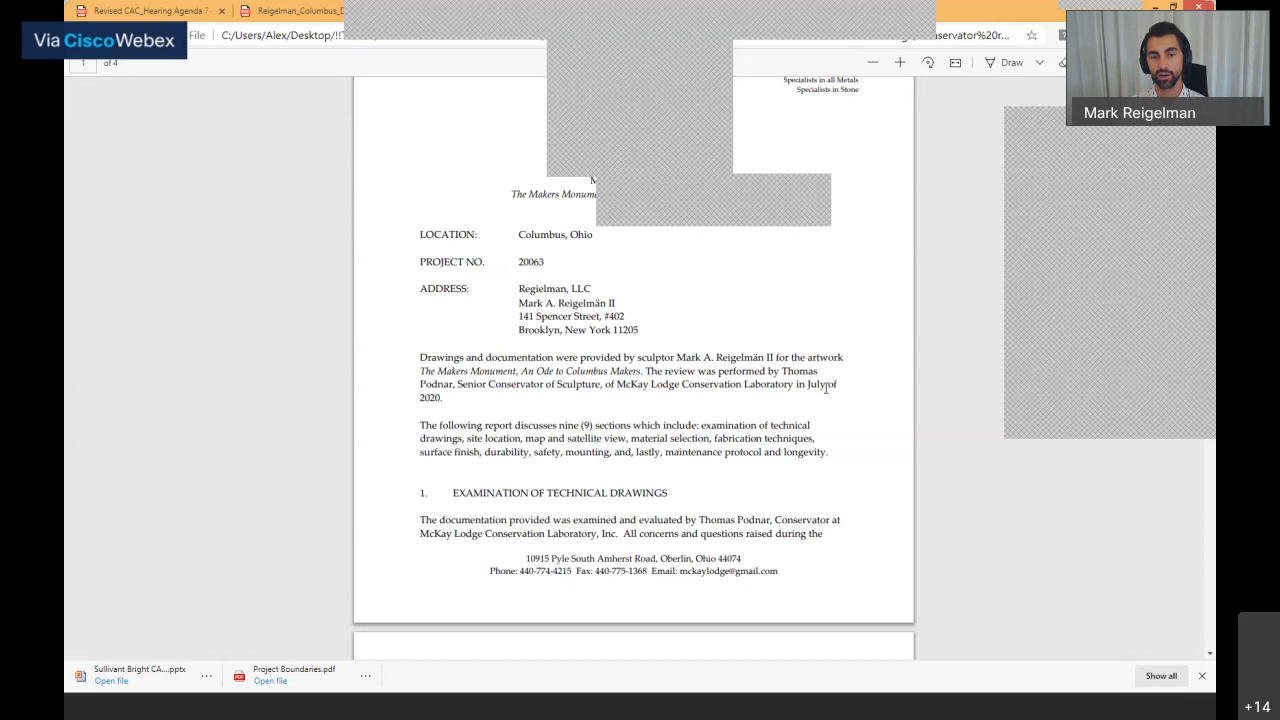 Revised CAC_Hearing Agenda 7
Reigelman_Columbus_D
Via CiscoWebex
File
C:/Users/Alex/Desktop/!!T
onservator%20r...
1 of 4
Draw
Mark Reigelman
Specialists in all Metals
Specialists in Stone
M
The Makers Monum
LOCATION: Columbus, Ohio
PROJECT NO. 20063
ADDRESS: Regielman, LLC
Mark A. Reigelmän II
141 Spencer Street, #402
Brooklyn, New York 11205
Drawings and documentation were provided by sculptor Mark A. Reigelmän II for the artwork
The Makers Monument, An Ode to Columbus Makers. The review was performed by Thomas
Podnar, Senior Conservator of Sculpture, of McKay Lodge Conservation Laboratory in July of
2020.
The following report discusses nine (9) sections which include: examination of technical
drawings, site location, map and satellite view, material selection, fabrication techniques,
surface finish, durability, safety, mounting, and, lastly, maintenance protocol and longevity.
1. EXAMINATION OF TECHNICAL DRAWINGS
The documentation provided was examined and evaluated by Thomas Podnar, Conservator at
McKay Lodge Conservation Laboratory, Inc. All concerns and questions raised during the
10915 Pyle South Amherst Road, Oberlin, Ohio 44074
Phone: 440-774-4215 Fax: 440-775-1368 Email: mckaylodge@gmail.com
Sullivant Bright CA....pptx
Open file
Project Boundaries.pdf
Open file
Show all
+14